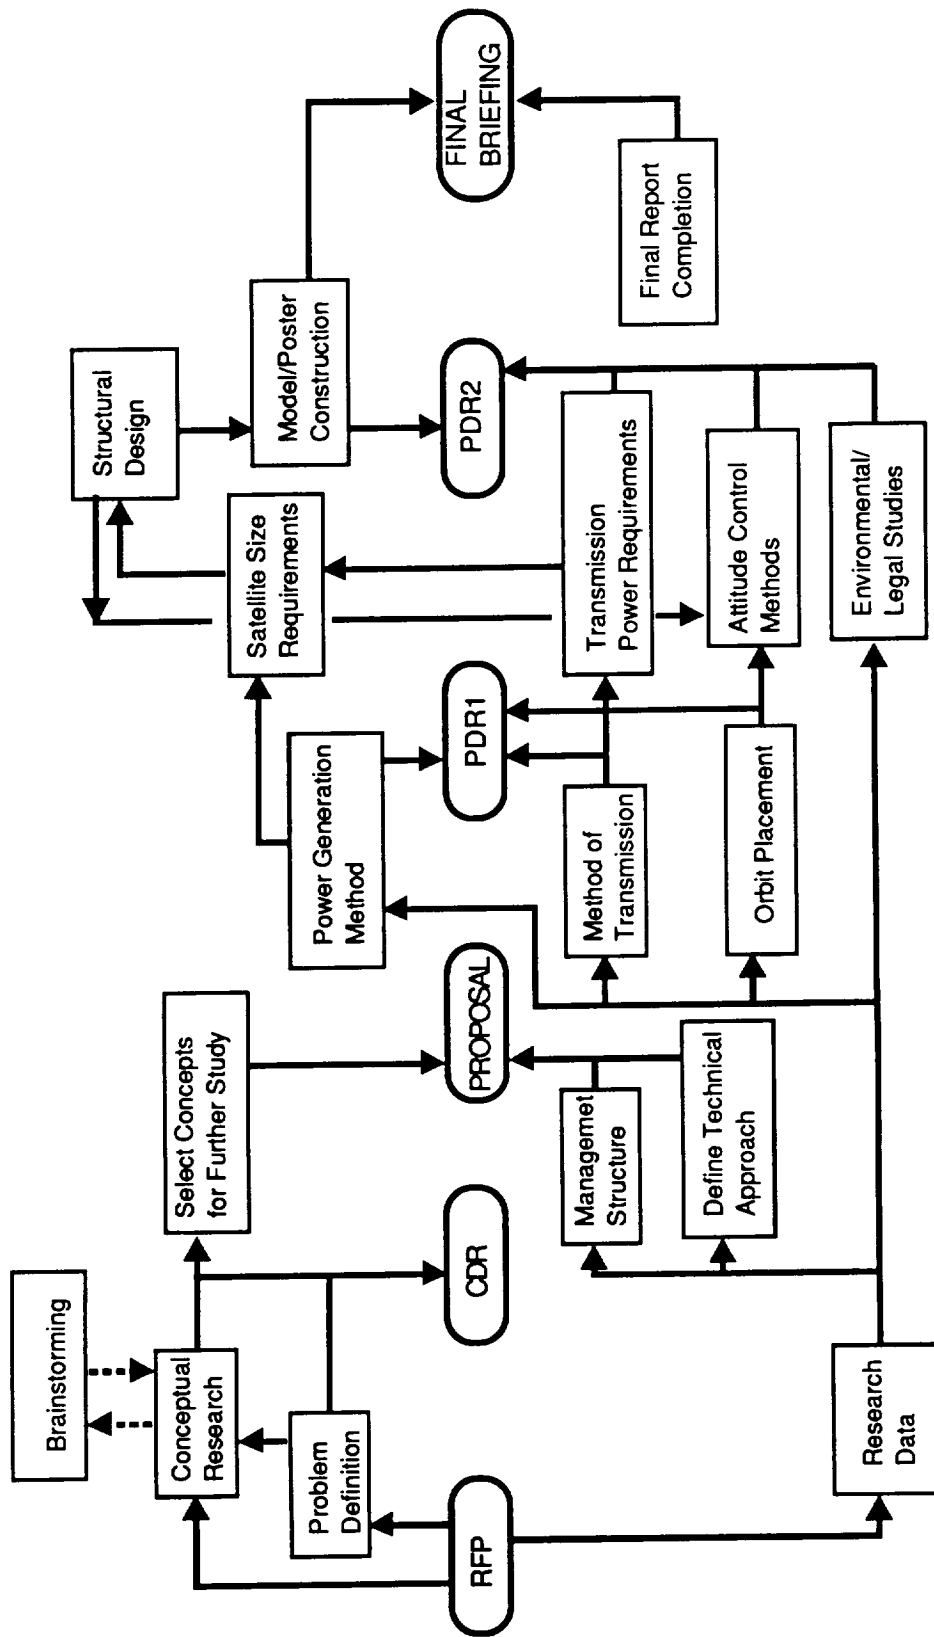 Brainstorming
Conceptual
Research
Problem
Definition
RFP
Research
Data
Select Concepts
for Further Study
CDR
Managemet
Structure
Define Technical
Approach
PROPOSAL
Power Generation
Method
PDR1
Method of
Transmission
Orbit Placement
Structural
Design
Satellite Size
Requirements
Model/Poster
Construction
PDR2
Transmission
Power Requirements
Attitude Control
Methods
Environmental/
Legal Studies
FINAL
BRIEFING
Final Report
Completion